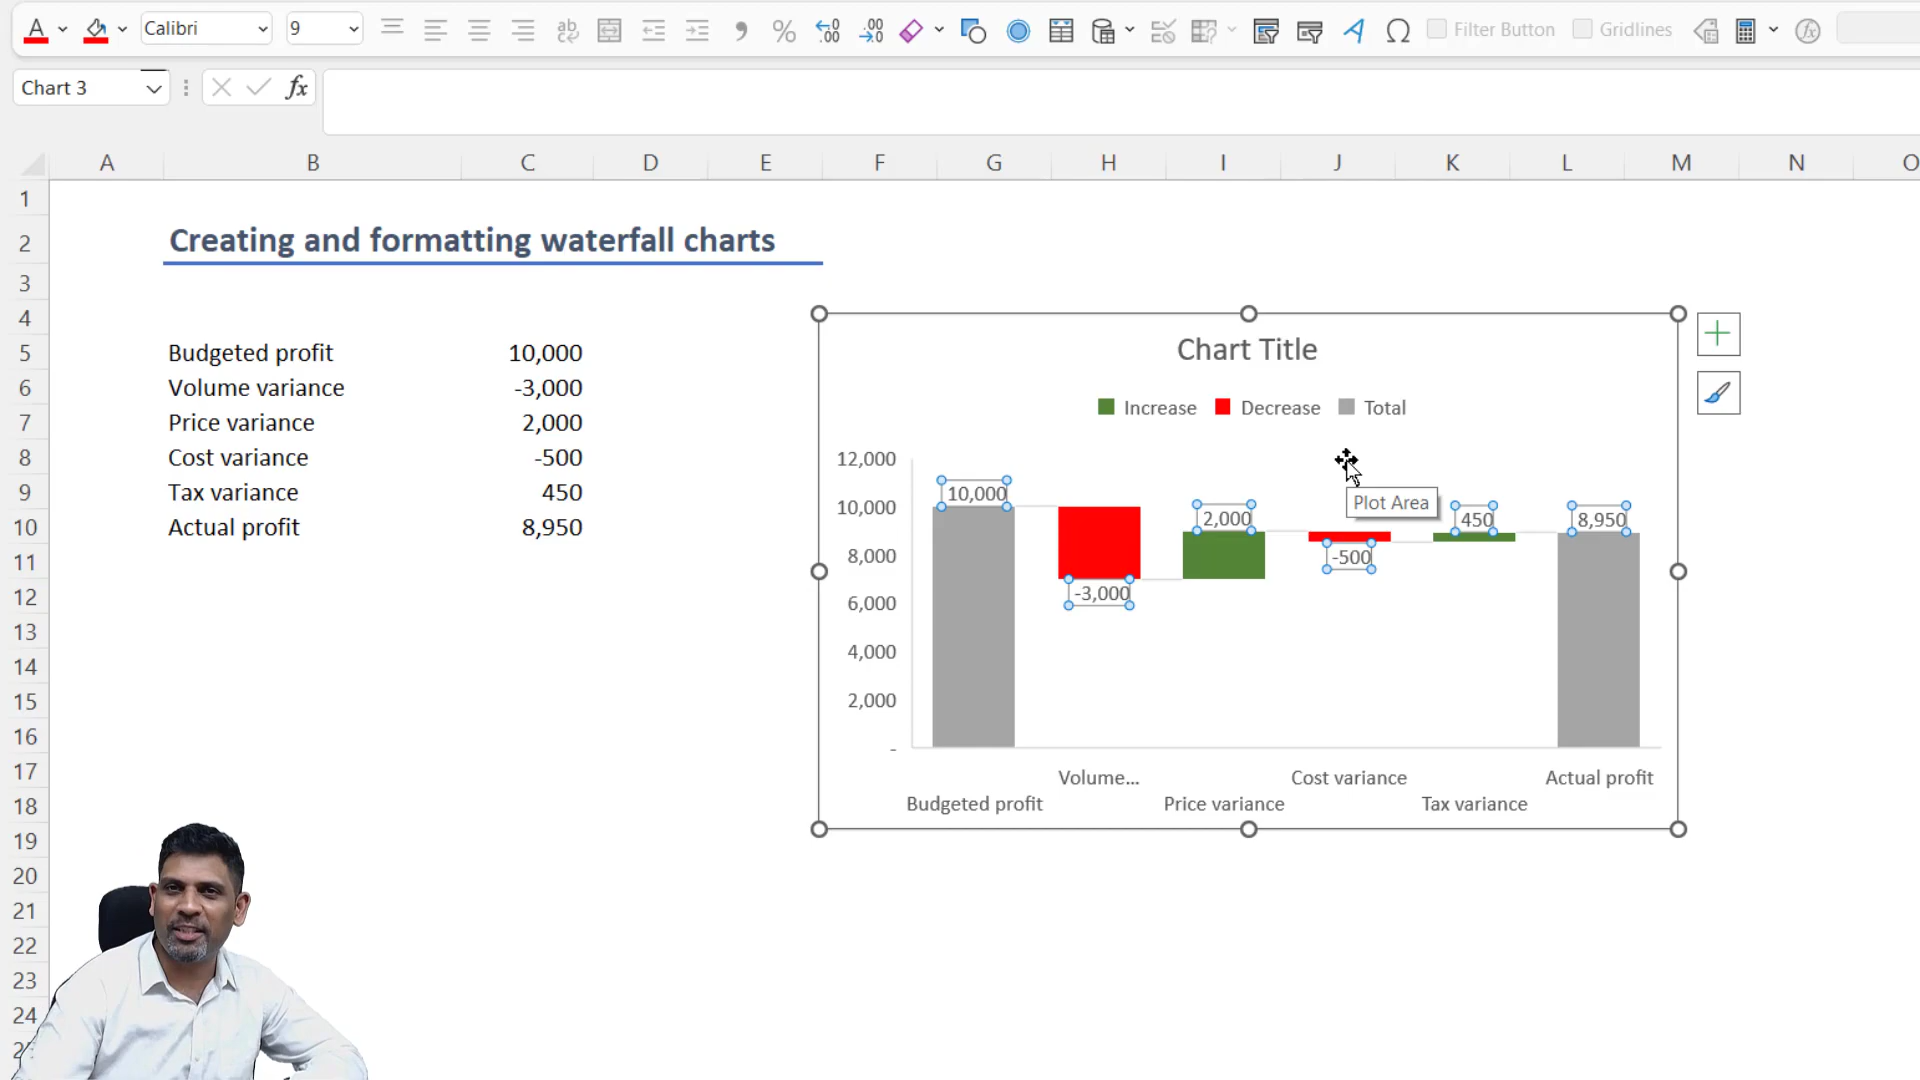 A Calibri 9 ab , % Filter Button Gridlines fx
Chart 3 fx
A B C D E F G H I J K L M N O
1
2 Creating and formatting waterfall charts
3
4
5 Budgeted profit 10,000
6 Volume variance -3,000
7 Price variance 2,000
8 Cost variance -500
9 Tax variance 450
10 Actual profit 8,950
11
12
13
14
15
16
17
18
19
20
21
22
23
24
Chart Title
Increase Decrease Total
12,000
10,000
8,000
6,000
4,000
2,000
-
10,000
-3,000
2,000
-500
450
8,950
Plot Area
Volume... Cost variance Actual profit
Budgeted profit Price variance Tax variance